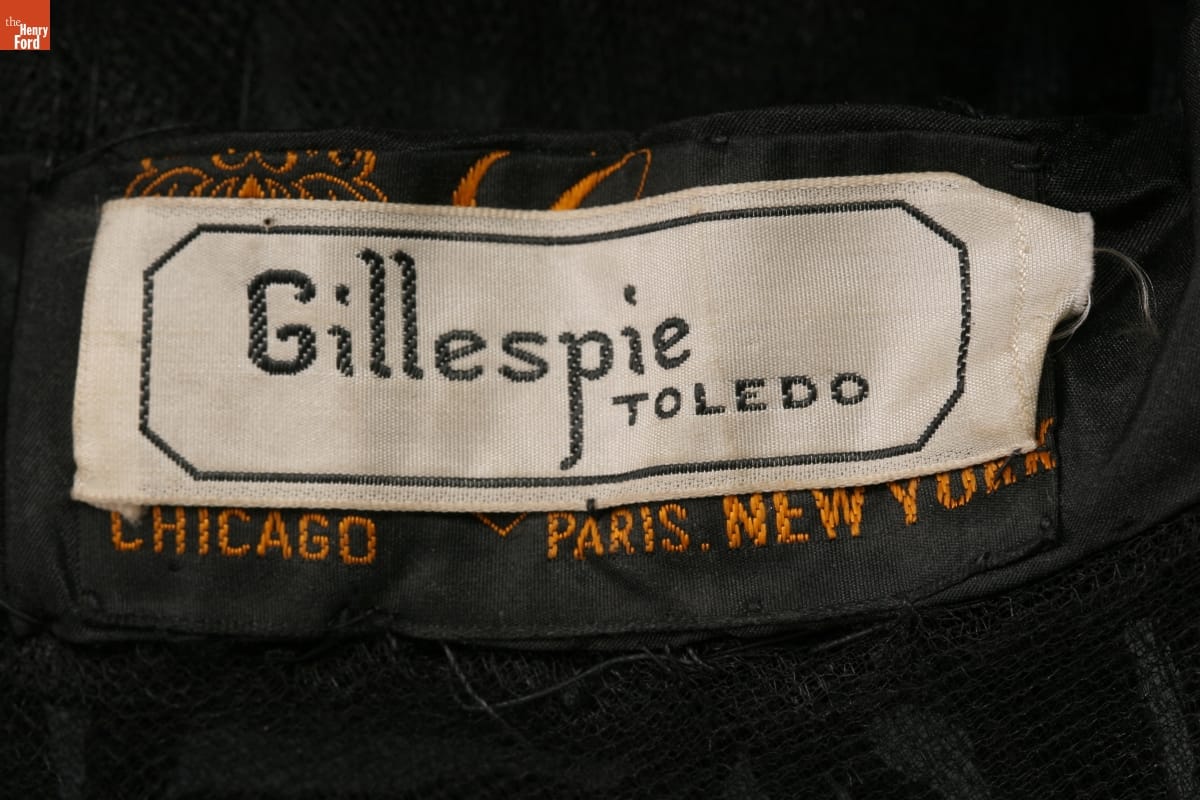 the
Henry
Ford
Gillespie
TOLEDO
CHICAGO
PARIS. NEW YORK